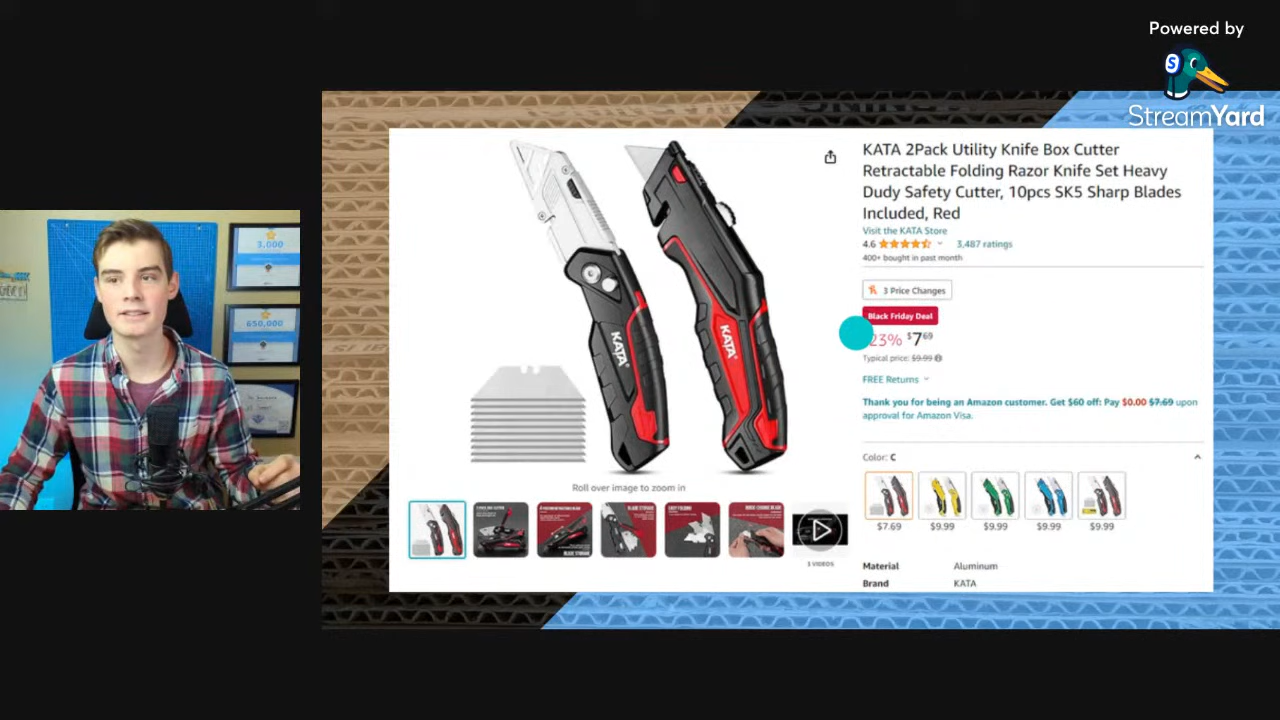 Powered by
StreamYard
KATA 2Pack Utility Knife Box Cutter
Retractable Folding Razor Knife Set Heavy
Dudy Safety Cutter, 10pcs SK5 Sharp Blades
Included, Red
Visit the KATA Store
4.6 3,487 ratings
400+ bought in past month
3 Price Changes
Black Friday Deal
23% $7 69
Typical price: $9.99
FREE Returns
Thank you for being an Amazon customer. Get $60 off: Pay $0.00 $7.69 upon
approval for Amazon Visa.
Color: C
$7.69 $9.99 $9.99 $9.99 $9.99
Material Aluminum
Brand KATA
KATA
KATA
Roll over image to zoom in
3 VIDEOS
3,000
650,000